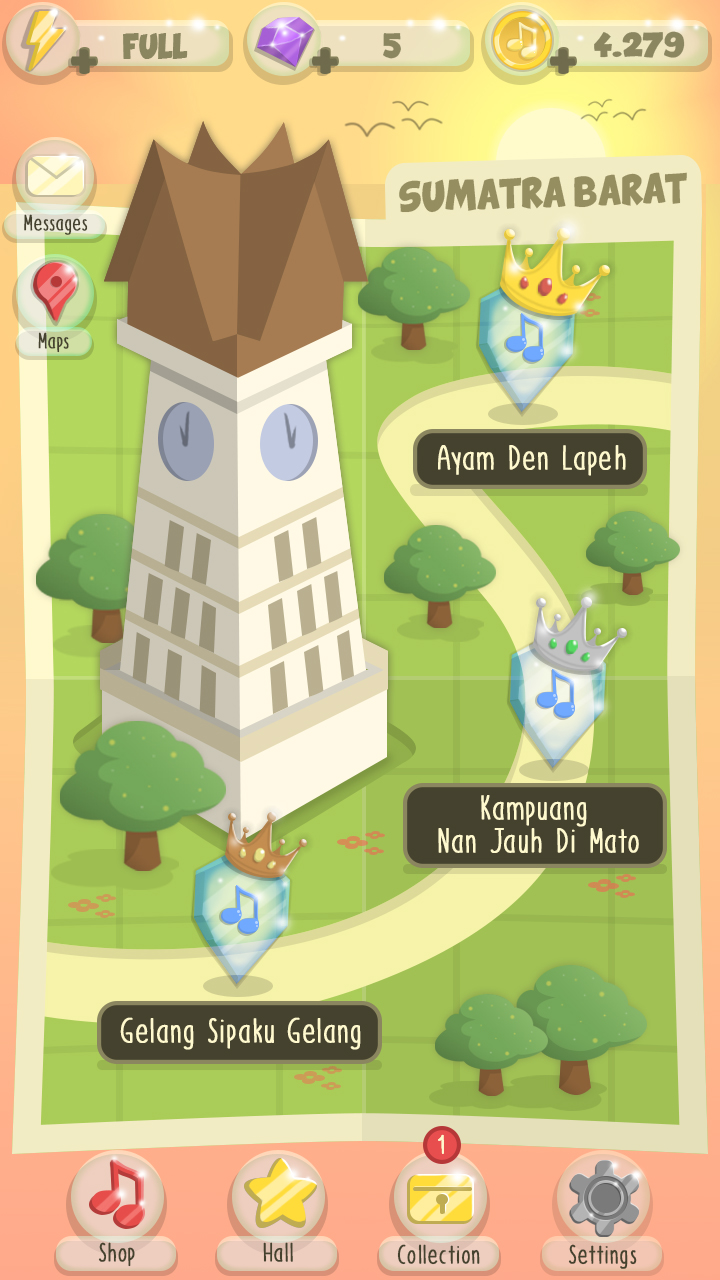 FULL
5
4.279
Messages
SUMATRA BARAT
Maps
Ayam Den Lapeh
Kampuang
Nan Jauh Di Mato
Gelang Sipaku Gelang
1
Shop
Hall
Collection
Settings